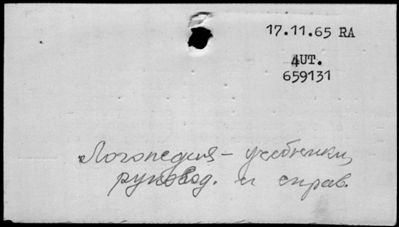 17.11.65 RA
4UT.
659131
Логопедия – учебники,
руковод. и справ.